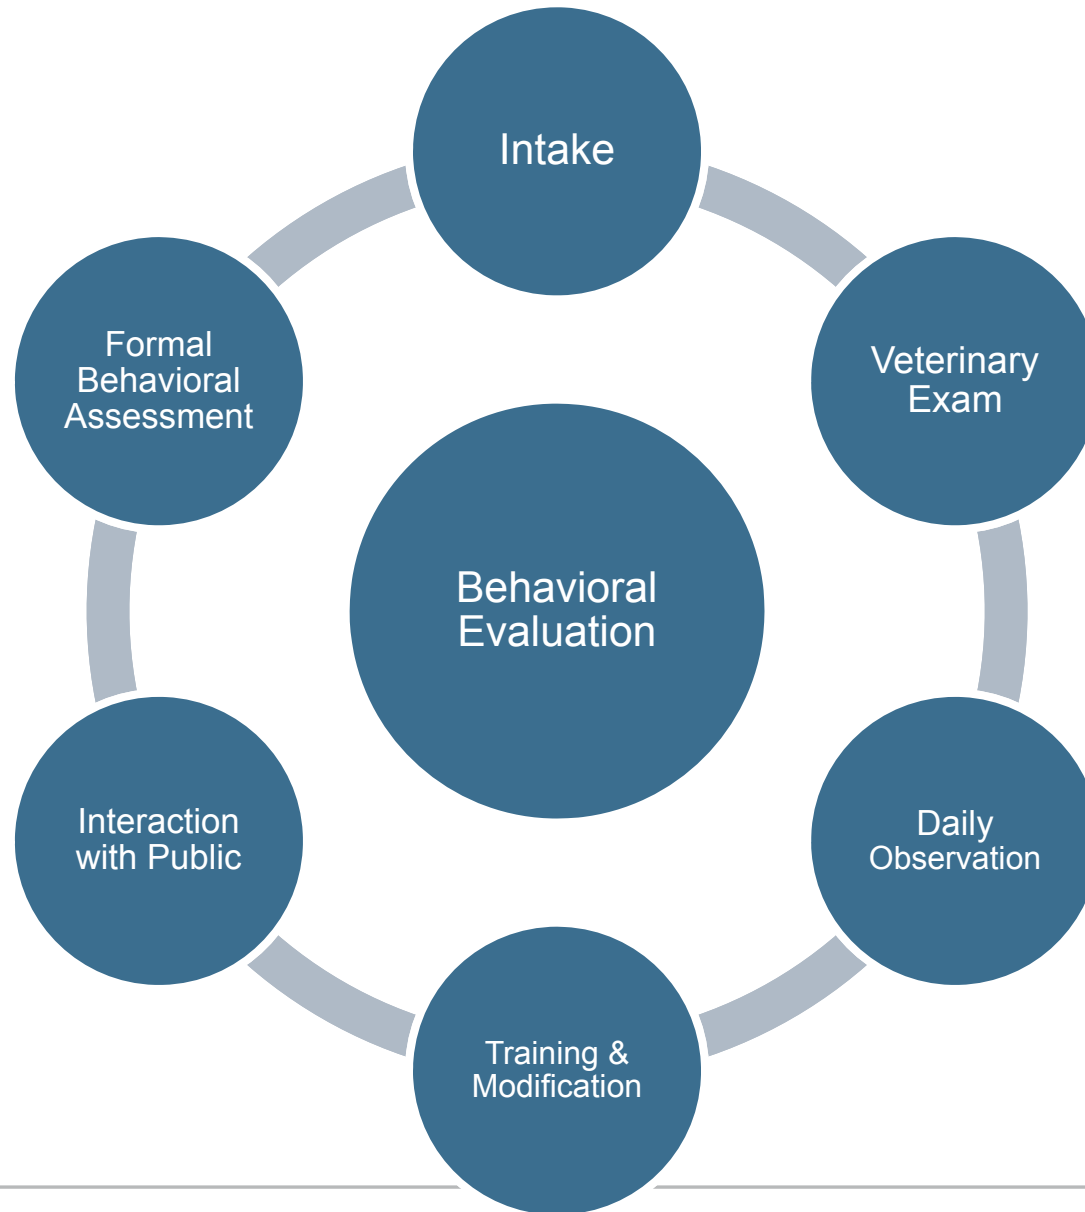 Intake
Veterinary
Exam
Daily
Observation
Training &
Modification
Interaction
with Public
Formal
Behavioral
Assessment
Behavioral
Evaluation